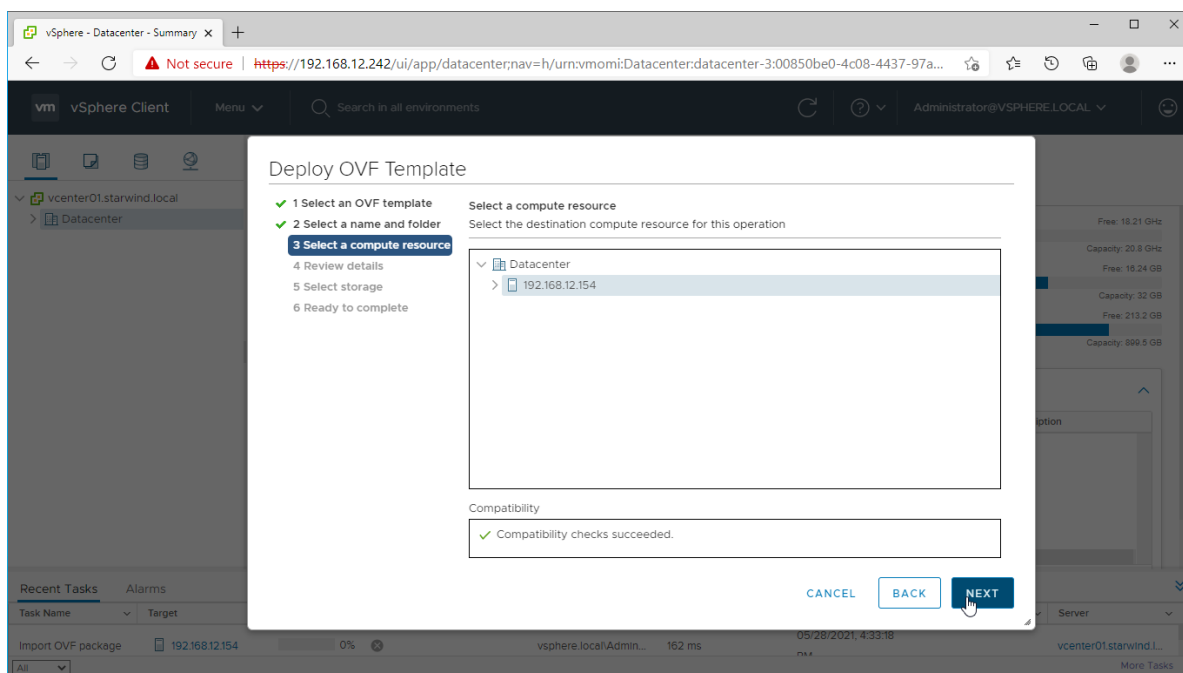 vSphere - Datacenter - Summary
Not secure https://192.168.12.242/ui/app/datacenter;nav=h/urn:vmomi:Datacenter:datacenter-3:00850be0-4c08-4437-97a...
vm vSphere Client Menu Search in all environments Administrator@VSPHERE.LOCAL
vcenter01.starwind.local
Datacenter
Deploy OVF Template
1 Select an OVF template
2 Select a name and folder
3 Select a compute resource
4 Review details
5 Select storage
6 Ready to complete
Select a compute resource
Select the destination compute resource for this operation
Datacenter
192.168.12.154
Compatibility
Compatibility checks succeeded.
CANCEL BACK NEXT
Free: 18.21 GHz
Capacity: 20.8 GHz
Free: 16.24 GB
Capacity: 32 GB
Free: 213.2 GB
Capacity: 899.5 GB
iption
Recent Tasks Alarms
Task Name Target Server
Import OVF package 192.168.12.154 0% vsphere.local\Admin... 162 ms 05/28/2021, 4:33:18 vcenter01.starwind.l...
All More Tasks